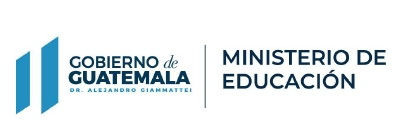 GOBIERNO de
GUATEMALA
DR. ALEJANDRO GIAMMATTEI
MINISTERIO DE
EDUCACIÓN